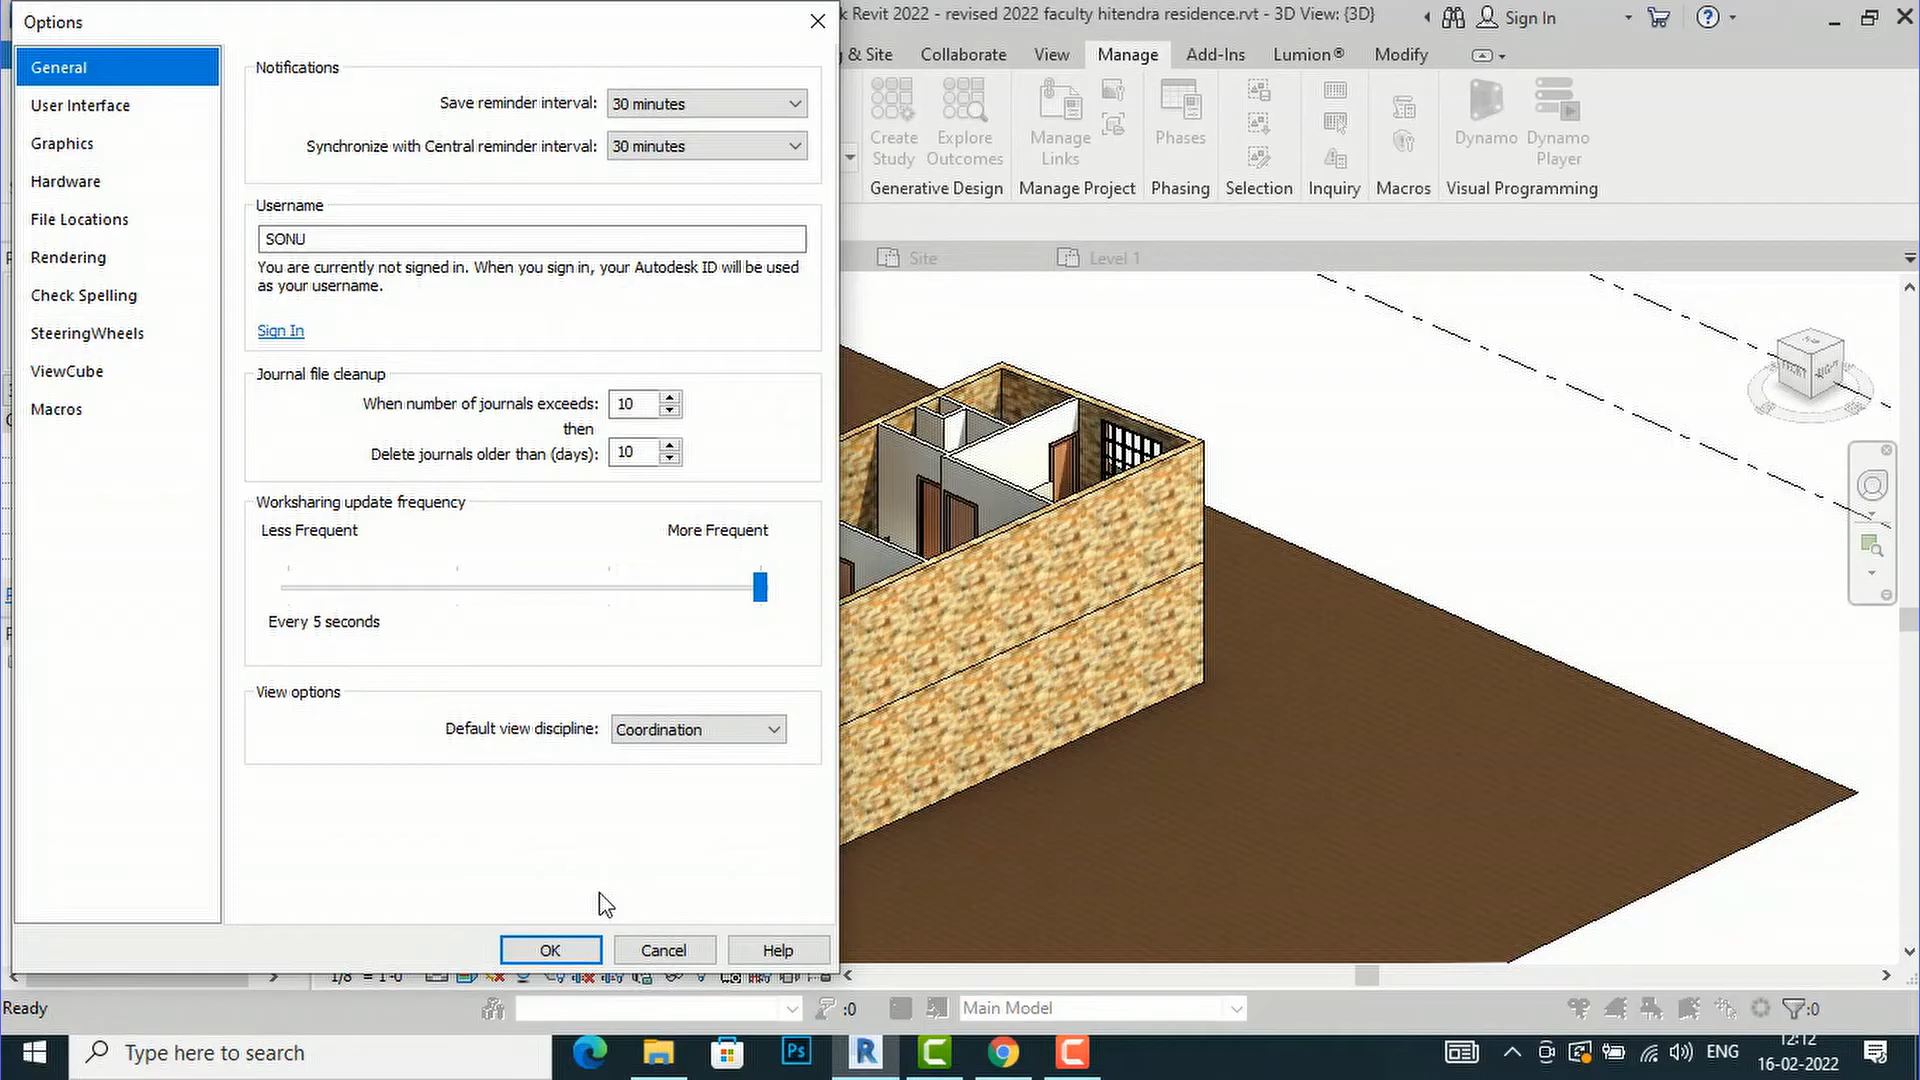 Options
k Revit 2022 - revised 2022 faculty hitendra residence.rvt - 3D View: {3D}
Sign In
General
User Interface
Graphics
Hardware
File Locations
Rendering
Check Spelling
SteeringWheels
ViewCube
Macros
Notifications
Save reminder interval: 30 minutes
Synchronize with Central reminder interval: 30 minutes
Username
SONU
You are currently not signed in. When you sign in, your Autodesk ID will be used
as your username.
Sign In
Journal file cleanup
When number of journals exceeds: 10
then
Delete journals older than (days): 10
Worksharing update frequency
Less Frequent More Frequent
Every 5 seconds
View options
Default view discipline: Coordination
OK Cancel Help
& Site Collaborate View Manage Add-Ins Lumion® Modify
Create Study
Explore Outcomes
Manage Links
Phases
Dynamo
Dynamo Player
Generative Design Manage Project Phasing Selection Inquiry Macros Visual Programming
Site Level 1
FRONT RIGHT
Ready
:0
Main Model
:0
Type here to search
Ps
R
ENG
12:12
16-02-2022